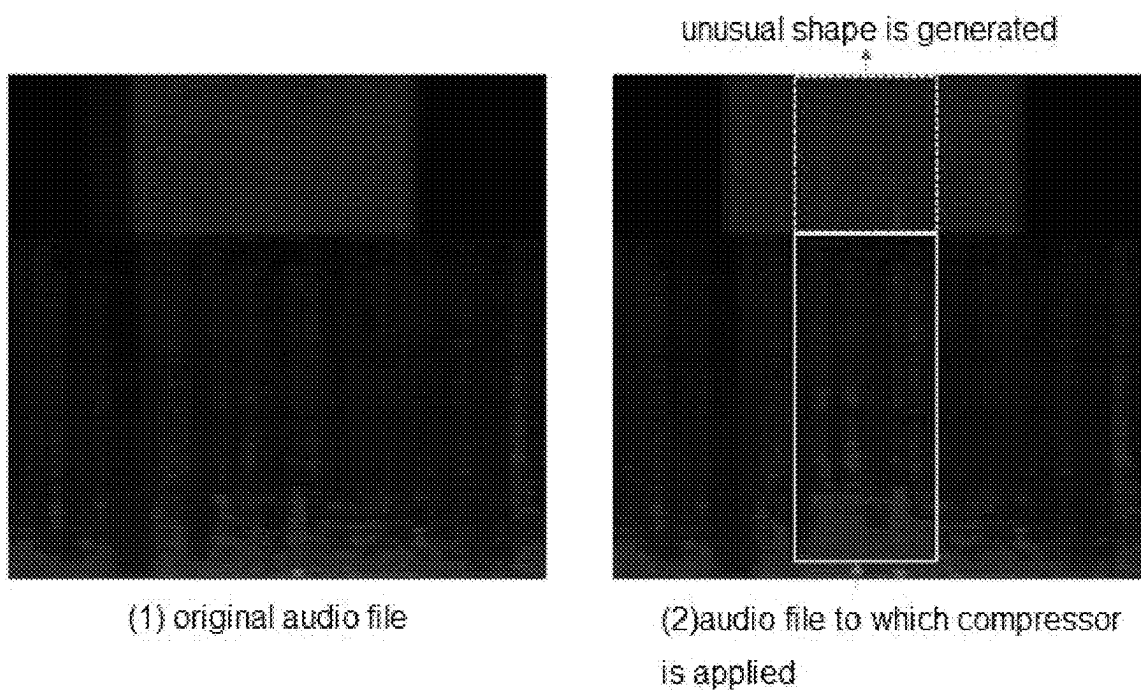 unusual shape is generated
(1) original audio file
(2)audio file to which compressor
is applied